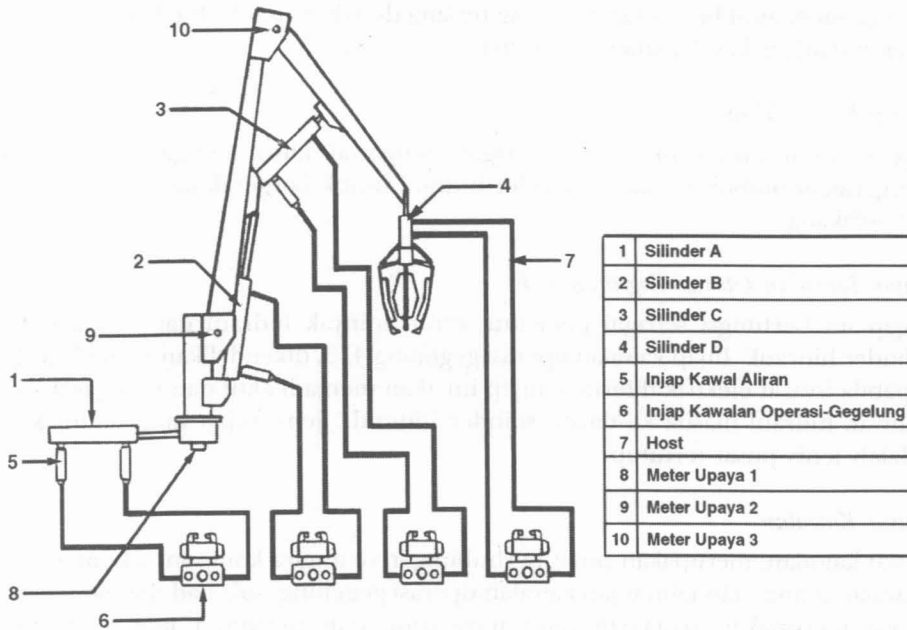 10
3
4
2
7
9
1
5
8
6
1 Silinder A
2 Silinder B
3 Silinder C
4 Silinder D
5 Injap Kawal Aliran
6 Injap Kawalan Operasi-Gegelung
7 Host
8 Meter Upaya 1
9 Meter Upaya 2
10 Meter Upaya 3